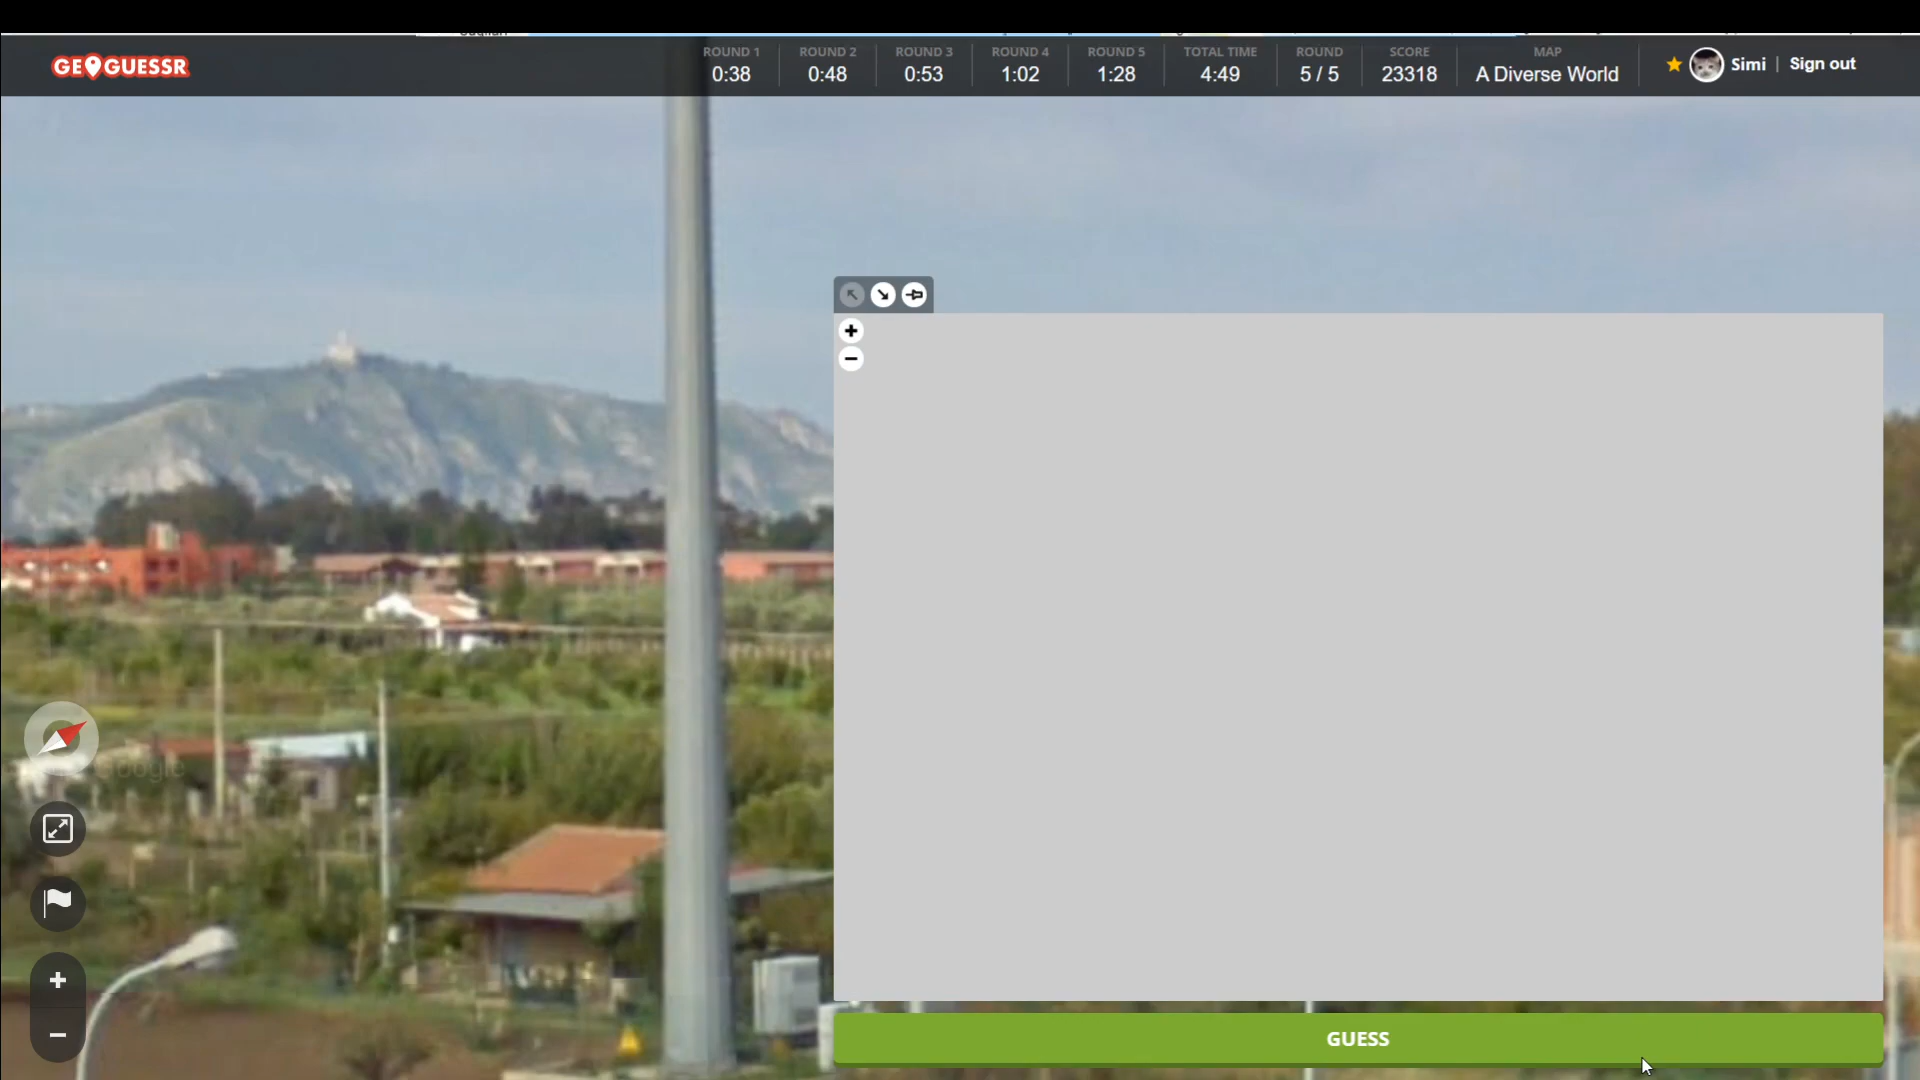 GEOGUESSR
ROUND 1 ROUND 2 ROUND 3 ROUND 4 ROUND 5 TOTAL TIME ROUND SCORE MAP
0:38 0:48 0:53 1:02 1:28 4:49 5 / 5 23318 A Diverse World
Simi | Sign out
Google
GUESS